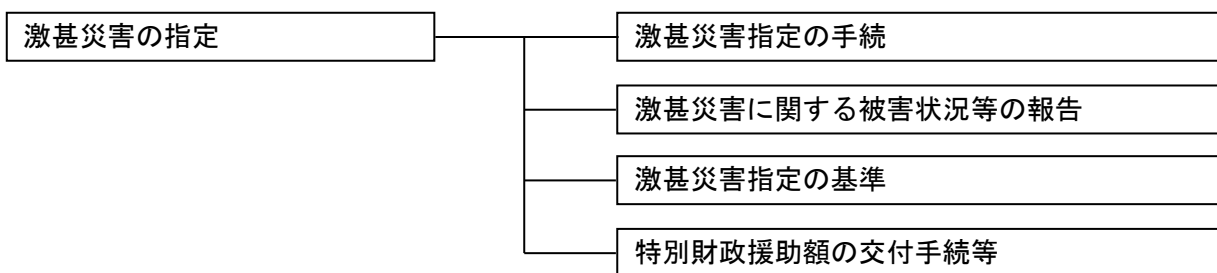 激甚災害の指定
激甚災害指定の手続
激甚災害に関する被害状況等の報告
激甚災害指定の基準
特別財政援助額の交付手続等